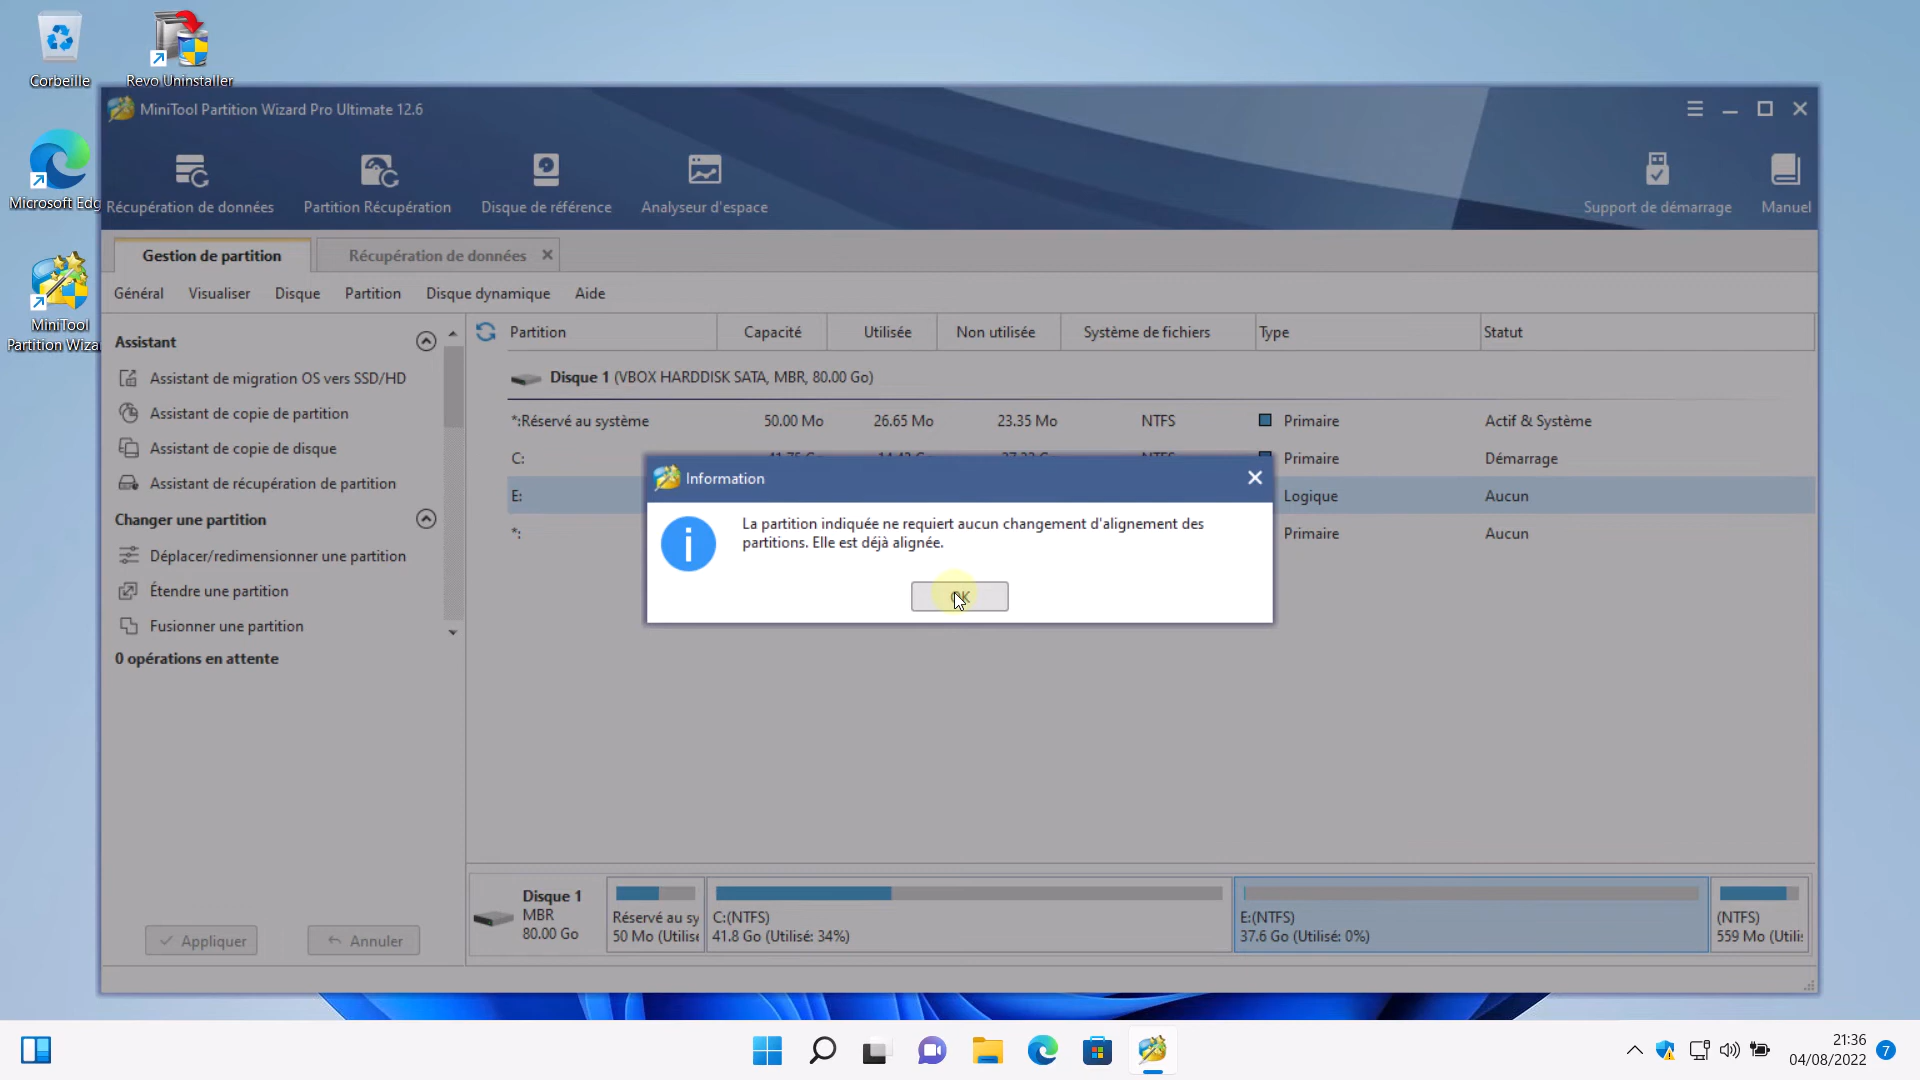 Corbeille
Revo Uninstaller
MiniTool Partition Wizard Pro Ultimate 12.6
Microsoft Edg
Récupération de données
Partition Récupération
Disque de référence
Analyseur d'espace
Support de démarrage
Manuel
Gestion de partition
Récupération de données
Général
Visualiser
Disque
Partition
Disque dynamique
Aide
MiniTool
Partition Wiza
Assistant
Assistant de migration OS vers SSD/HD
Assistant de copie de partition
Assistant de copie de disque
Assistant de récupération de partition
Changer une partition
Déplacer/redimensionner une partition
Étendre une partition
Fusionner une partition
0 opérations en attente
Appliquer
Annuler
Partition Capacité Utilisée Non utilisée Système de fichiers Type Statut
Disque 1 (VBOX HARDDISK SATA, MBR, 80.00 Go)
*:Réservé au système 50.00 Mo 26.65 Mo 23.35 Mo NTFS Primaire Actif & Système
C: Primaire Démarrage
E: Logique Aucun
*: Primaire Aucun
Information
La partition indiquée ne requiert aucun changement d'alignement des
partitions. Elle est déjà alignée.
OK
Disque 1
MBR
80.00 Go
Réservé au sy
50 Mo (Utilis
C:(NTFS)
41.8 Go (Utilisé: 34%)
E:(NTFS)
37.6 Go (Utilisé: 0%)
(NTFS)
559 Mo (Utili
21:36
04/08/2022
7